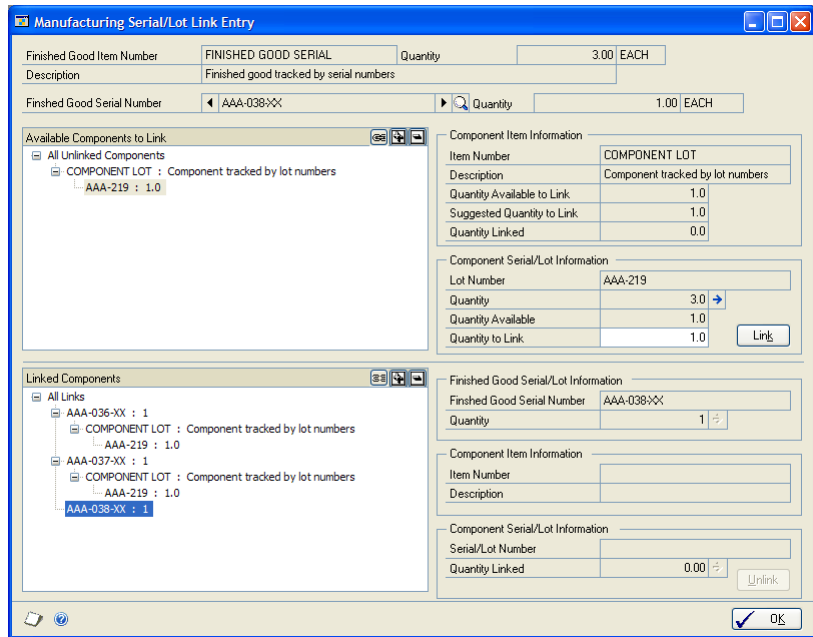 Manufacturing Serial/Lot Link Entry
Finished Good Item Number FINISHED GOOD SERIAL Quantity 3.00 EACH
Description Finished good tracked by serial numbers
Finshed Good Serial Number AAA-038-XX Quantity 1.00 EACH
Available Components to Link
All Unlinked Components
COMPONENT LOT : Component tracked by lot numbers
AAA-219 : 1.0
Component Item Information
Item Number COMPONENT LOT
Description Component tracked by lot numbers
Quantity Available to Link 1.0
Suggested Quantity to Link 1.0
Quantity Linked 0.0
Component Serial/Lot Information
Lot Number AAA-219
Quantity 3.0
Quantity Available 1.0
Quantity to Link 1.0 Link
Linked Components
All Links
AAA-036-XX : 1
COMPONENT LOT : Component tracked by lot numbers
AAA-219 : 1.0
AAA-037-XX : 1
COMPONENT LOT : Component tracked by lot numbers
AAA-219 : 1.0
AAA-038-XX : 1
Finished Good Serial/Lot Information
Finshed Good Serial Number AAA-038-XX
Quantity 1
Component Item Information
Item Number
Description
Component Serial/Lot Information
Serial/Lot Number
Quantity Linked 0.00
Unlink
OK